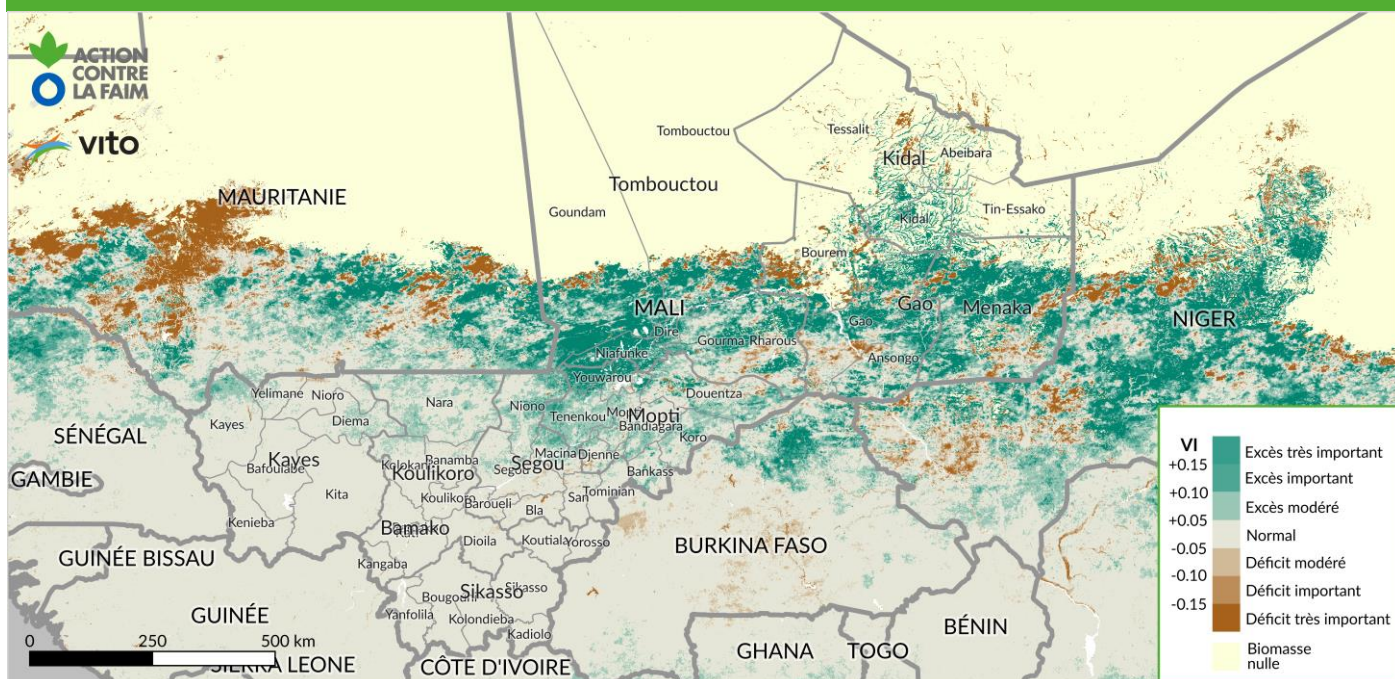 ACTION
CONTRE
LA FAIM
vito
MAURITANIE
Tombouctou
Tombouctou
Goundam
Tessalit
Kidal
Abeibara
Kidal
Tin-Essako
Bourem
MALI
Gao
Menaka
NIGER
Dire
Gao
Gourma-Rharous
Niafunke
Ansongo
Youwarou
Douentza
Yelimane
Nioro
Nara
Niono
Tenenkou
Mopti
Bandiagara
Koro
Kayes
Diema
SÉNÉGAL
Kayes
Bafoulabe
Banamba
Koulikoro
Segou
Segou
Macina
Djenne
Bankass
GAMBIE
Kita
Koulikoro
Baroueli
San
Tominian
Bla
Kenieba
Bamako
Dioila
Koutiala
Yorosso
BURKINA FASO
GUINÉE BISSAU
Kangaba
Sikasso
Sikasso
Yanfolila
Kolondieba
Kadiolo
GUINÉE
BÉNIN
GHANA
TOGO
CÔTE D'IVOIRE
SIERRA LEONE
0 250 500 km
VI
+0.15
+0.10
+0.05
-0.05
-0.10
-0.15
Excès très important
Excès important
Excès modéré
Normal
Déficit modéré
Déficit important
Déficit très important
Biomasse
nulle